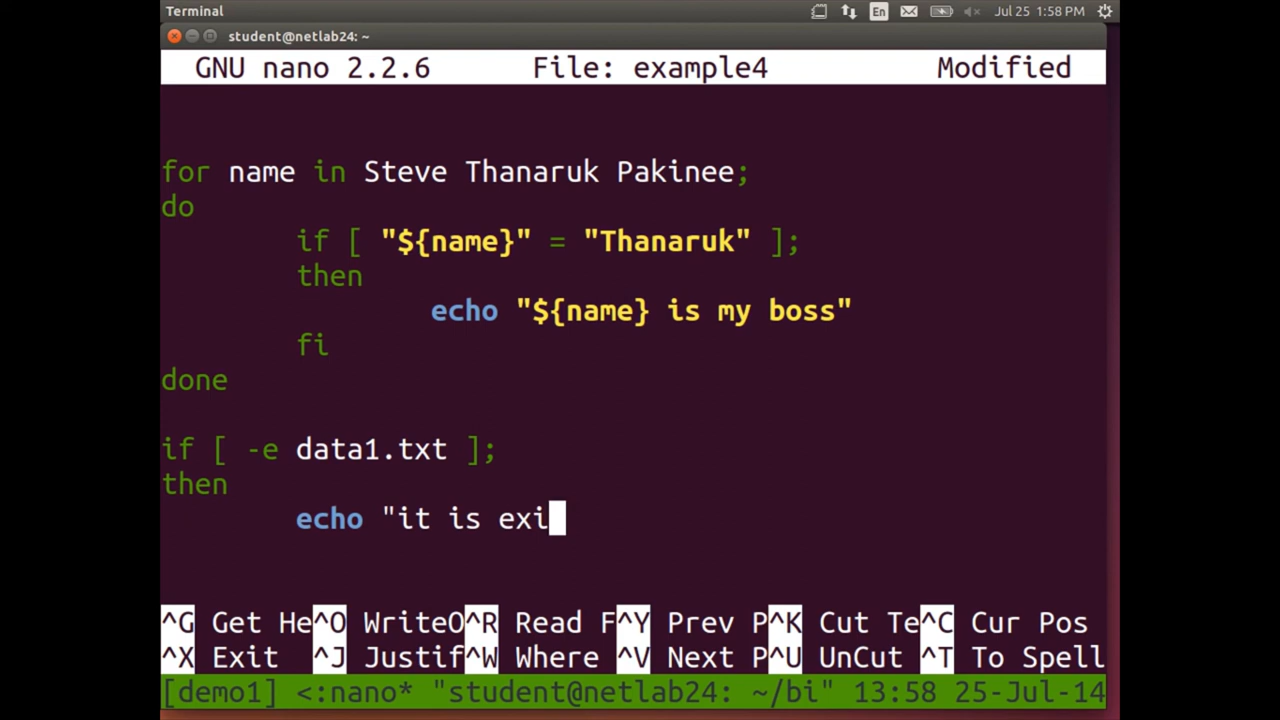 Terminal
En
Jul 25 1:58 PM
student@netlab24: ~
GNU nano 2.2.6 File: example4 Modified
for name in Steve Thanaruk Pakinee;
do
if [ "${name}" = "Thanaruk" ];
then
echo "${name} is my boss"
fi
done
if [ -e data1.txt ];
then
echo "it is exi
^G Get He^O WriteO^R Read F^Y Prev P^K Cut Te^C Cur Pos
^X Exit ^J Justif^W Where ^V Next P^U UnCut ^T To Spell
[demo1] <:nano* "student@netlab24: ~/bi" 13:58 25-Jul-14